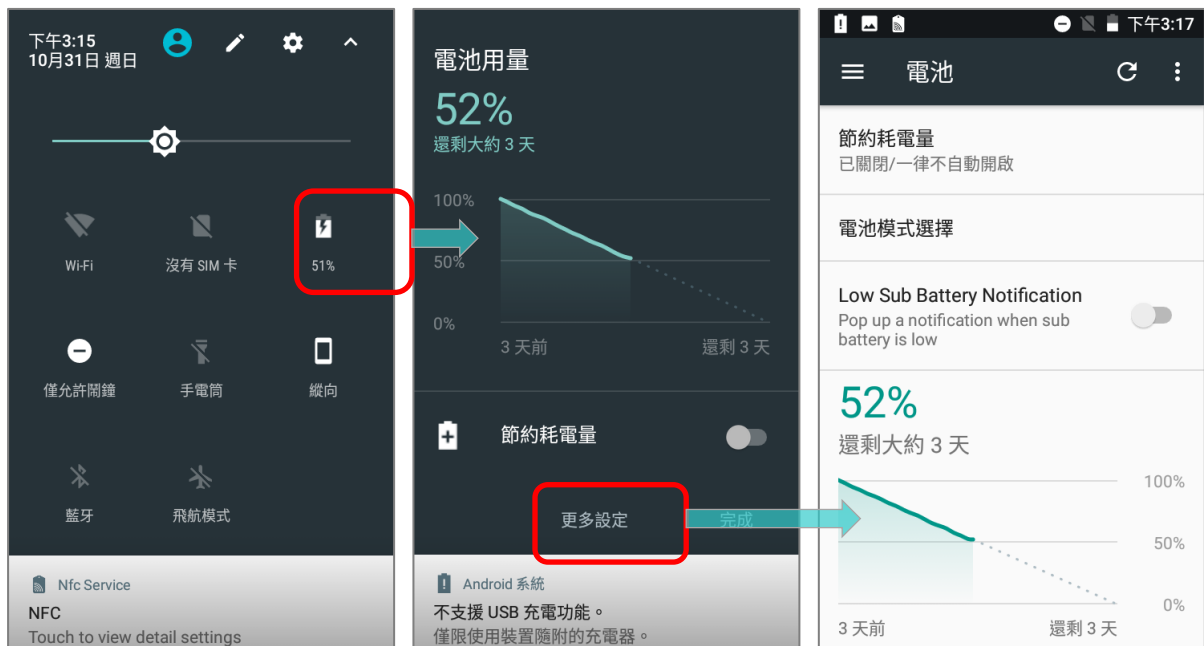 下午3:15
10月31日 週日
Wi-Fi
沒有 SIM 卡
51%
僅允許鬧鐘
手電筒
縱向
藍牙
飛航模式
Nfc Service
NFC
Touch to view detail settings
電池用量
52%
還剩大約 3 天
100%
50%
0%
3 天前
還剩 3 天
節約耗電量
更多設定
完成
Android 系統
不支援 USB 充電功能。
僅限使用裝置隨附的充電器。
下午3:17
電池
節約耗電量
已關閉/一律不自動開啟
電池模式選擇
Low Sub Battery Notification
Pop up a notification when sub
battery is low
52%
還剩大約 3 天
100%
50%
0%
3 天前
還剩 3 天